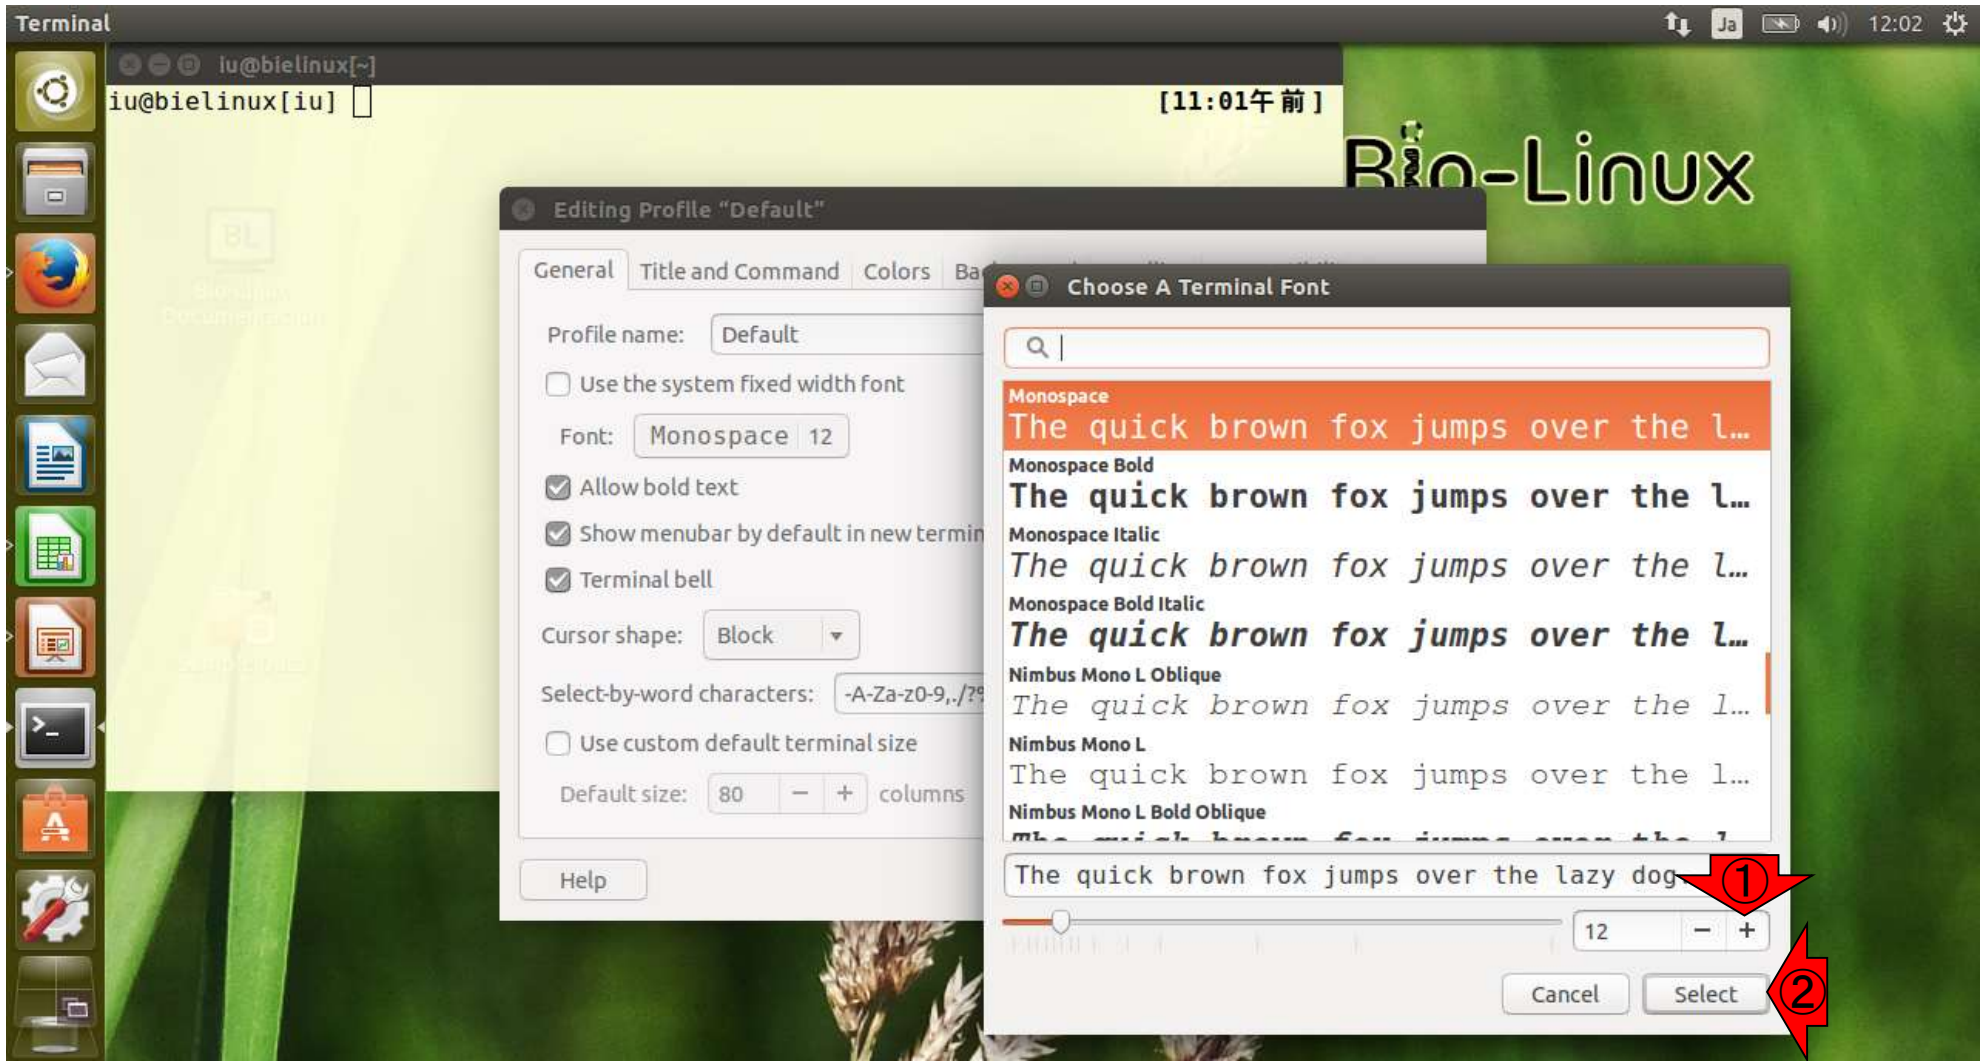 Terminal
Ja
12:02
iu@bielinux[~]
iu@bielinux[iu]
[11:01午前]
Bio-Linux
BL
Bio-Linux
Documentation
Sample Data
Editing Profile “Default”
General
Title and Command
Colors
Profile name:
Default
Use the system fixed width font
Font:
Monospace 12
Allow bold text
Show menubar by default in new termin
Terminal bell
Cursor shape:
Block
Select-by-word characters:
-A-Za-z0-9,./?%
Use custom default terminal size
Default size:
80
− +
columns
Help
Choose A Terminal Font
Monospace
The quick brown fox jumps over the l…
Monospace Bold
The quick brown fox jumps over the l…
Monospace Italic
The quick brown fox jumps over the l…
Monospace Bold Italic
The quick brown fox jumps over the l…
Nimbus Mono L Oblique
The quick brown fox jumps over the l…
Nimbus Mono L
The quick brown fox jumps over the l…
Nimbus Mono L Bold Oblique
The quick brown fox jumps over the lazy dog.
①
12
− +
Cancel
Select
②